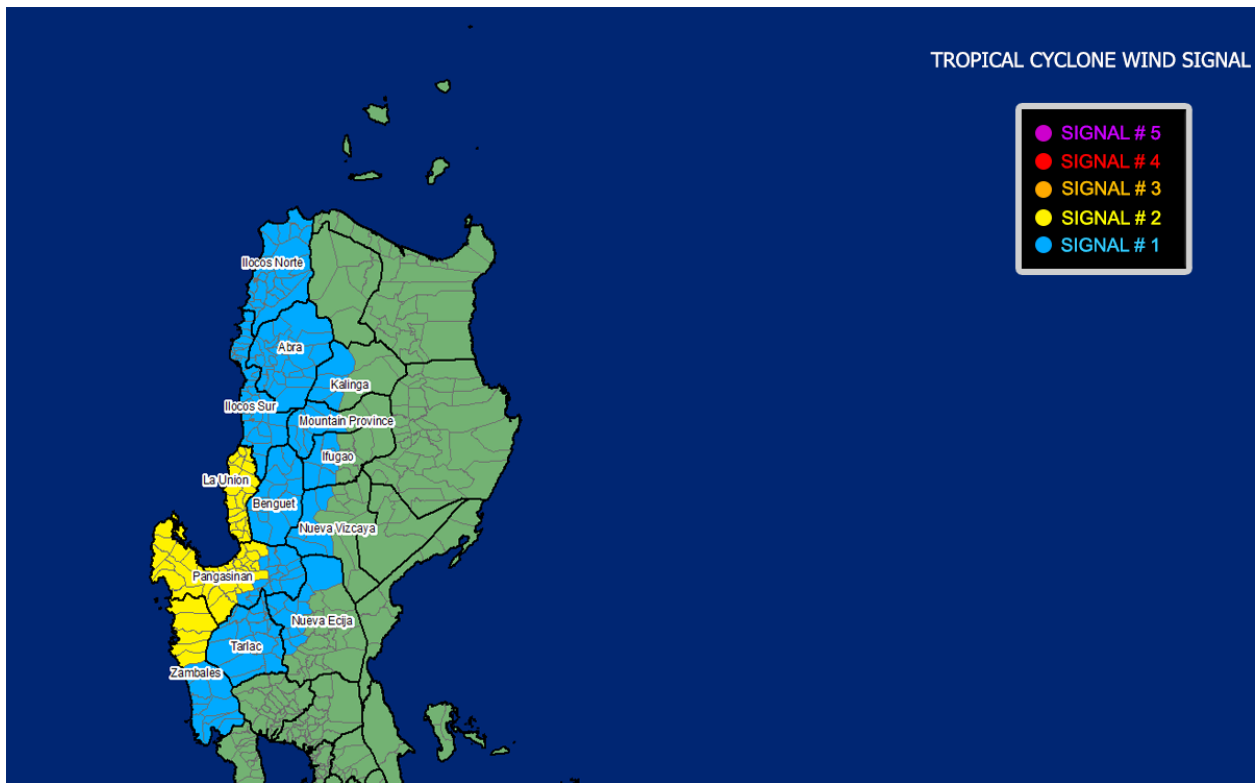 TROPICAL CYCLONE WIND SIGNAL
SIGNAL # 5
SIGNAL # 4
SIGNAL # 3
SIGNAL # 2
SIGNAL # 1
Ilocos Norte
Abra
Kalinga
Ilocos Sur
Mountain Province
Ifugao
La Union
Benguet
Nueva Vizcaya
Pangasinan
Nueva Ecija
Tarlac
Zambales